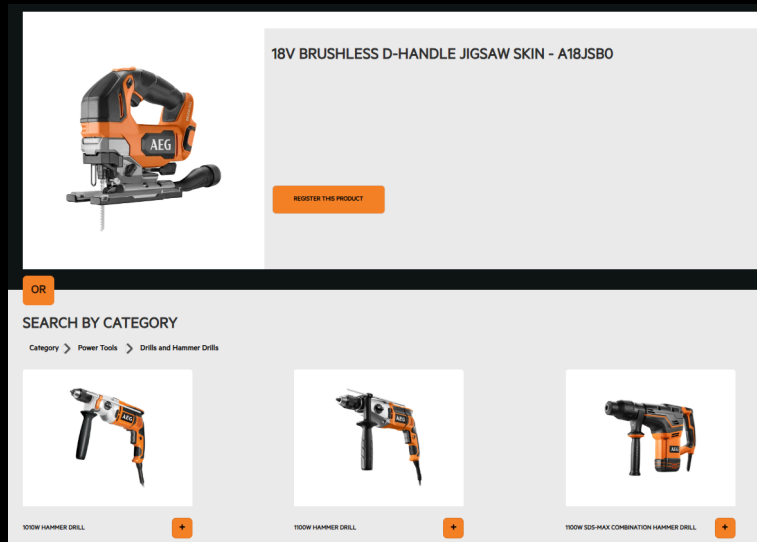 18V BRUSHLESS D-HANDLE JIGSAW SKIN - A18JSB0
AEG
REGISTER THIS PRODUCT
OR
SEARCH BY CATEGORY
Category Power Tools Drills and Hammer Drills
AEG
AEG
AEG
1010W HAMMER DRILL +
1100W HAMMER DRILL +
1100W SDS-MAX COMBINATION HAMMER DRILL +